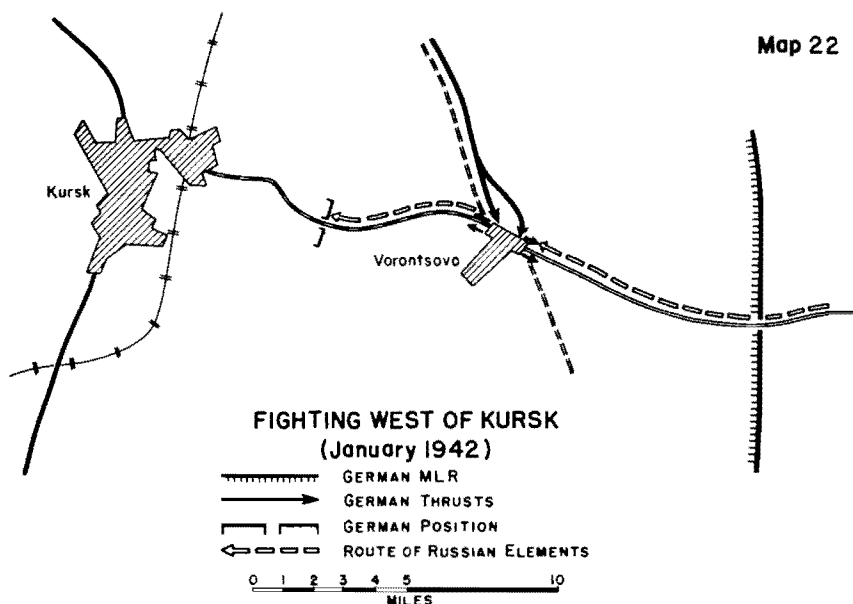 Map 22
Kursk
Vorontsovo
FIGHTING WEST OF KURSK
(January 1942)
GERMAN MLR
GERMAN THRUSTS
GERMAN POSITION
ROUTE OF RUSSIAN ELEMENTS
0 1 2 3 4 5 10
MILES